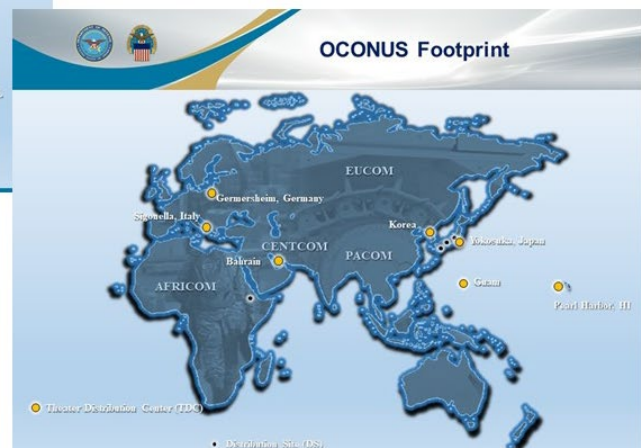 OCONUS Footprint
EUCOM
Germersheim, Germany
Sigonella, Italy
Korea
Yokosuka, Japan
CENTCOM
Bahrain
PACOM
AFRICOM
Guam
Pearl Harbor, HI
Theater Distribution Center (TDC)
Distribution Site (DS)